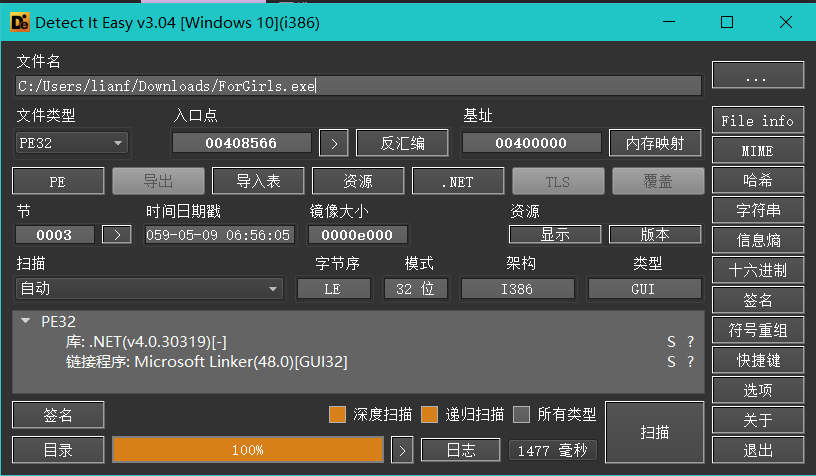 Detect It Easy v3.04 [Windows 10](i386)
文件名
C:/Users/lianf/Downloads/ForGirls.exe
...
文件类型
入口点
基址
PE32
00408566
>
反汇编
00400000
内存映射
File info
MIME
PE
导出
导入表
资源
.NET
TLS
覆盖
哈希
节
时间日期戳
镜像大小
资源
字符串
0003
>
059-05-09 06:56:05
0000e000
显示
版本
信息熵
扫描
字节序
模式
架构
类型
十六进制
自动
LE
32 位
I386
GUI
签名
PE32
符号重组
库: .NET(v4.0.30319)[-]
S ?
链接程序: Microsoft Linker(48.0)[GUI32]
S ?
快捷键
选项
签名
深度扫描
递归扫描
所有类型
扫描
关于
目录
100%
>
日志
1477 毫秒
退出